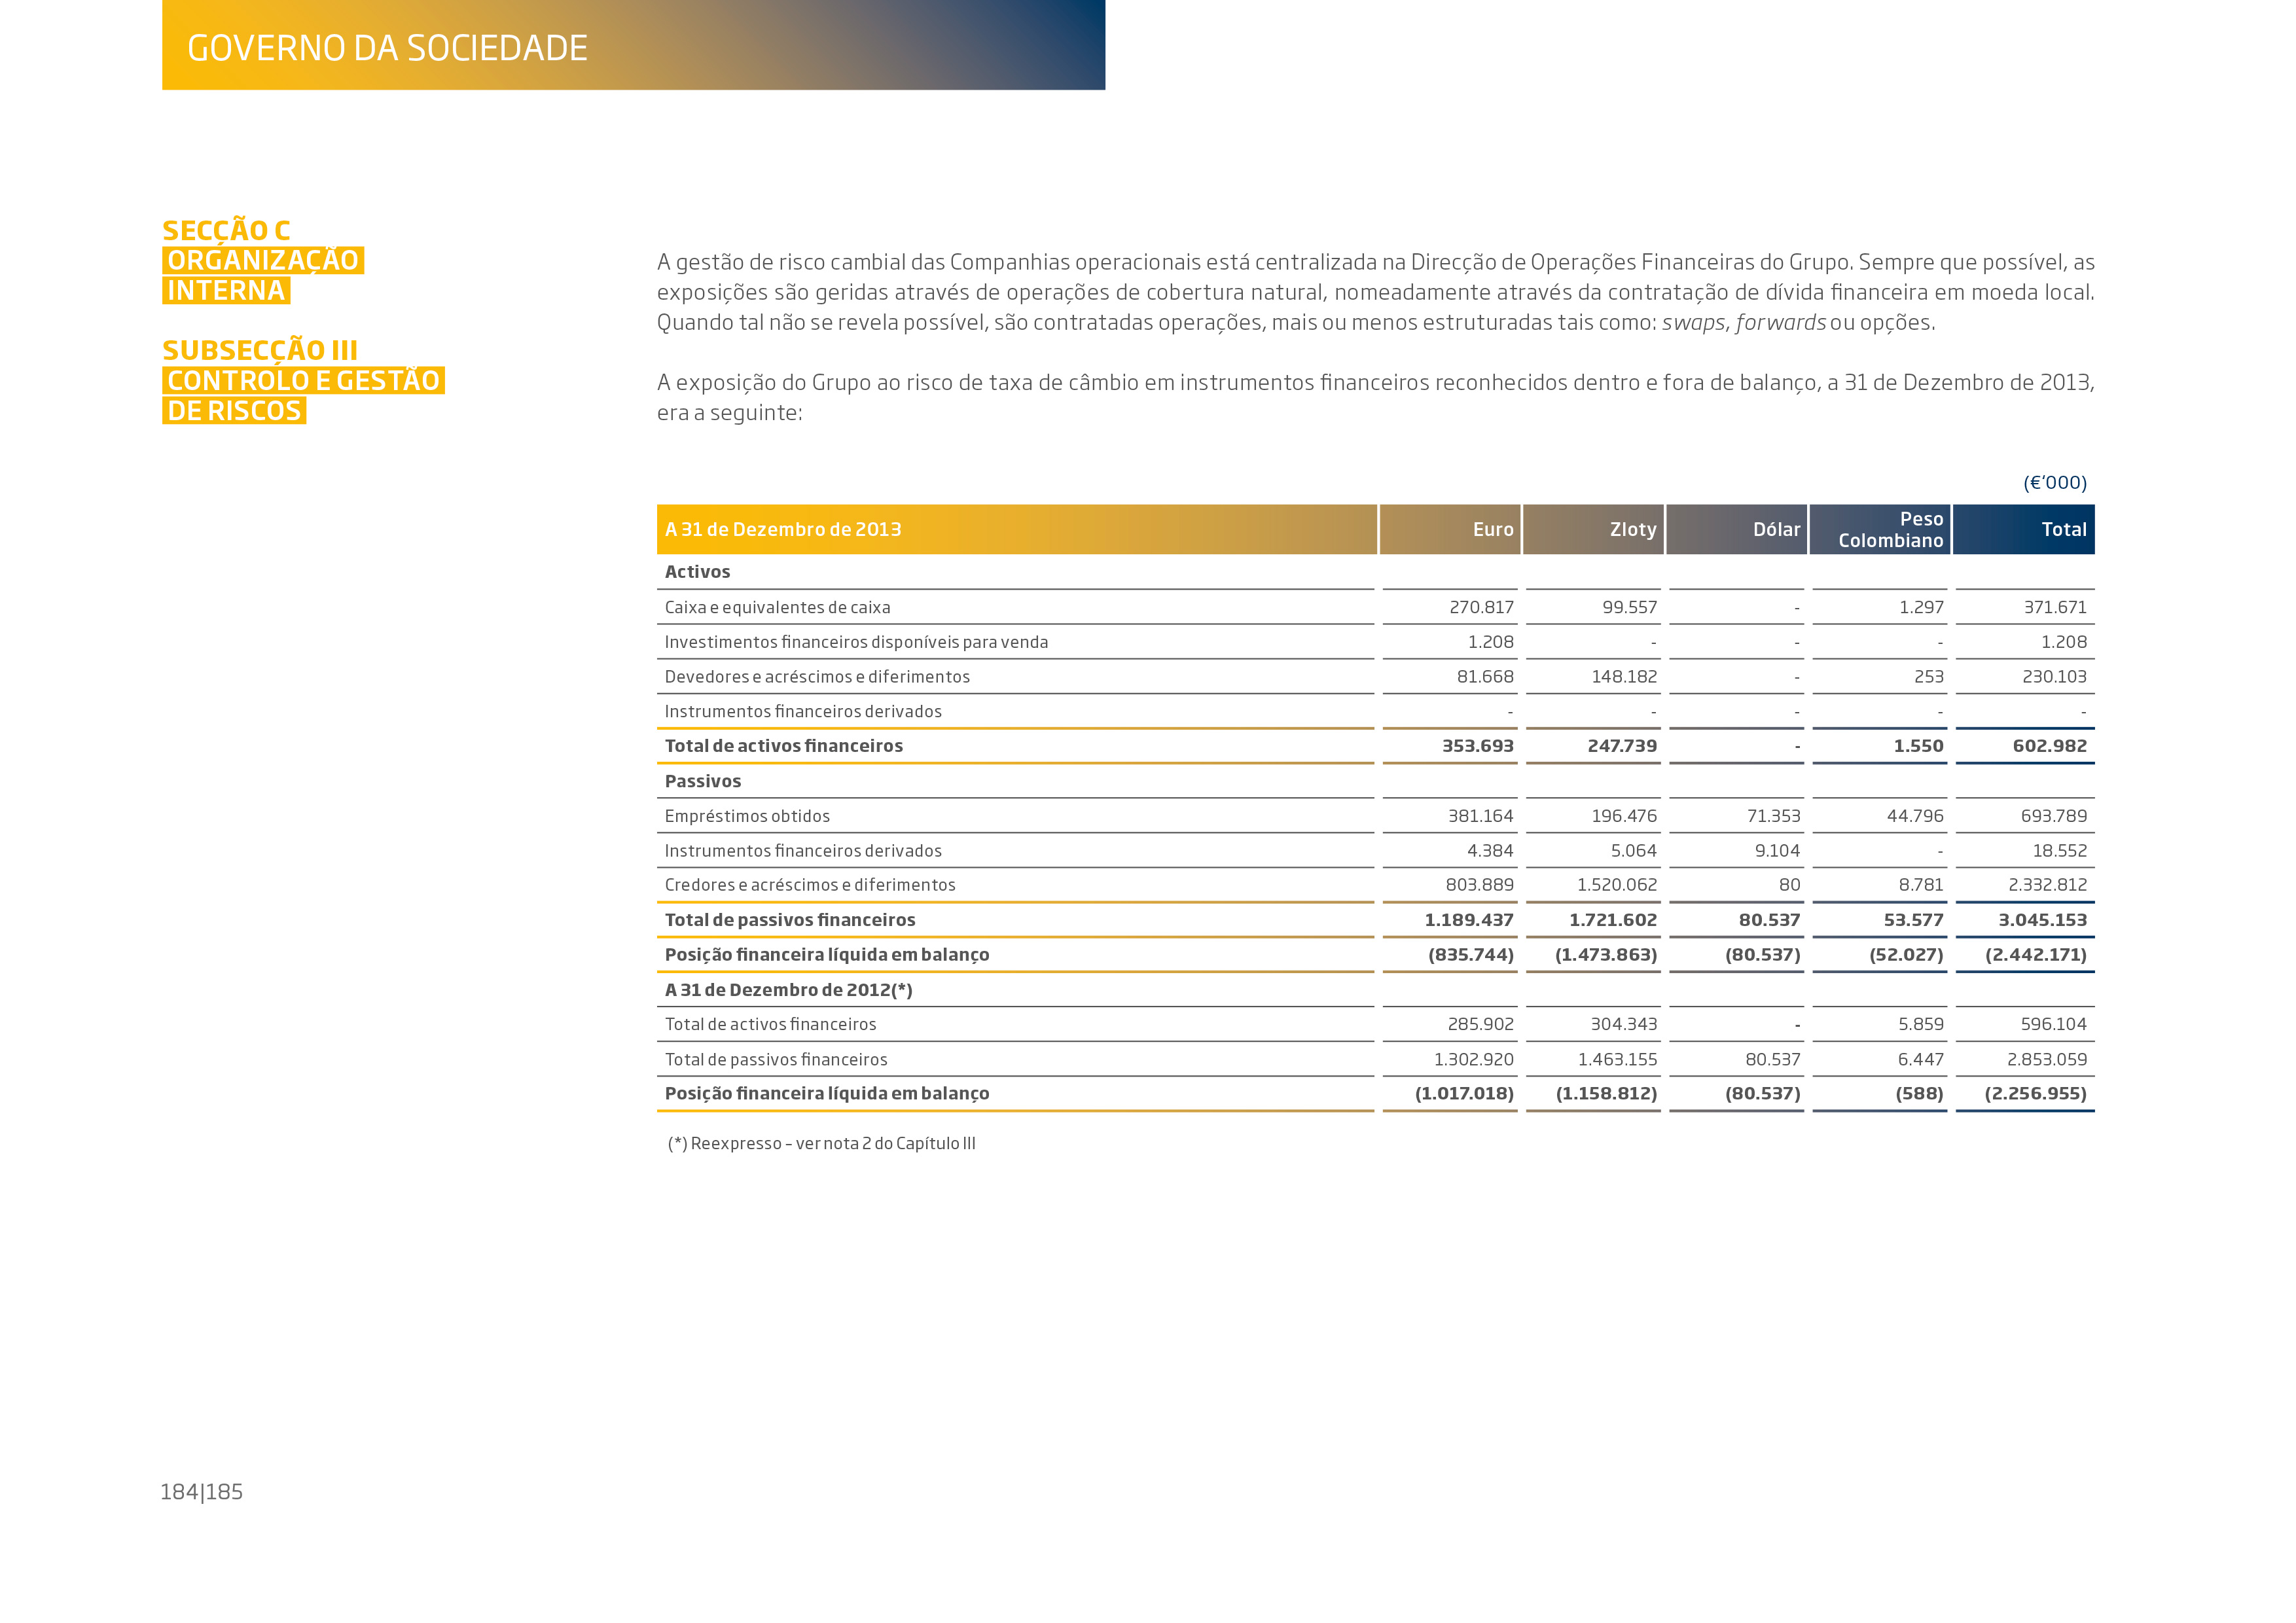 GOVERNO DA SOCIEDADE
SECÇÃO C
ORGANIZAÇÃO
INTERNA
SUBSECÇÃO III
CONTROLO E GESTÃO
DE RISCOS
A gestão de risco cambial das Companhias operacionais está centralizada na Direcção de Operações Financeiras do Grupo. Sempre que possível, as
exposições são geridas através de operações de cobertura natural, nomeadamente através da contratação de dívida financeira em moeda local.
Quando tal não se revela possível, são contratadas operações, mais ou menos estruturadas tais como: swaps, forwards ou opções.
A exposição do Grupo ao risco de taxa de câmbio em instrumentos financeiros reconhecidos dentro e fora de balanço, a 31 de Dezembro de 2013,
era a seguinte:
(€'000)
A 31 de Dezembro de 2013 Euro Zloty Dólar Peso Colombiano Total
Activos
Caixa e equivalentes de caixa 270.817 99.557 - 1.297 371.671
Investimentos financeiros disponíveis para venda 1.208 - - - 1.208
Devedores e acréscimos e diferimentos 81.668 148.182 - 253 230.103
Instrumentos financeiros derivados - - - - -
Total de activos financeiros 353.693 247.739 - 1.550 602.982
Passivos
Empréstimos obtidos 381.164 196.476 71.353 44.796 693.789
Instrumentos financeiros derivados 4.384 5.064 9.104 - 18.552
Credores e acréscimos e diferimentos 803.889 1.520.062 80 8.781 2.332.812
Total de passivos financeiros 1.189.437 1.721.602 80.537 53.577 3.045.153
Posição financeira líquida em balanço (835.744) (1.473.863) (80.537) (52.027) (2.442.171)
A 31 de Dezembro de 2012(*)
Total de activos financeiros 285.902 304.343 - 5.859 596.104
Total de passivos financeiros 1.302.920 1.463.155 80.537 6.447 2.853.059
Posição financeira líquida em balanço (1.017.018) (1.158.812) (80.537) (588) (2.256.955)
(*) Reexpresso – ver nota 2 do Capítulo III
184|185